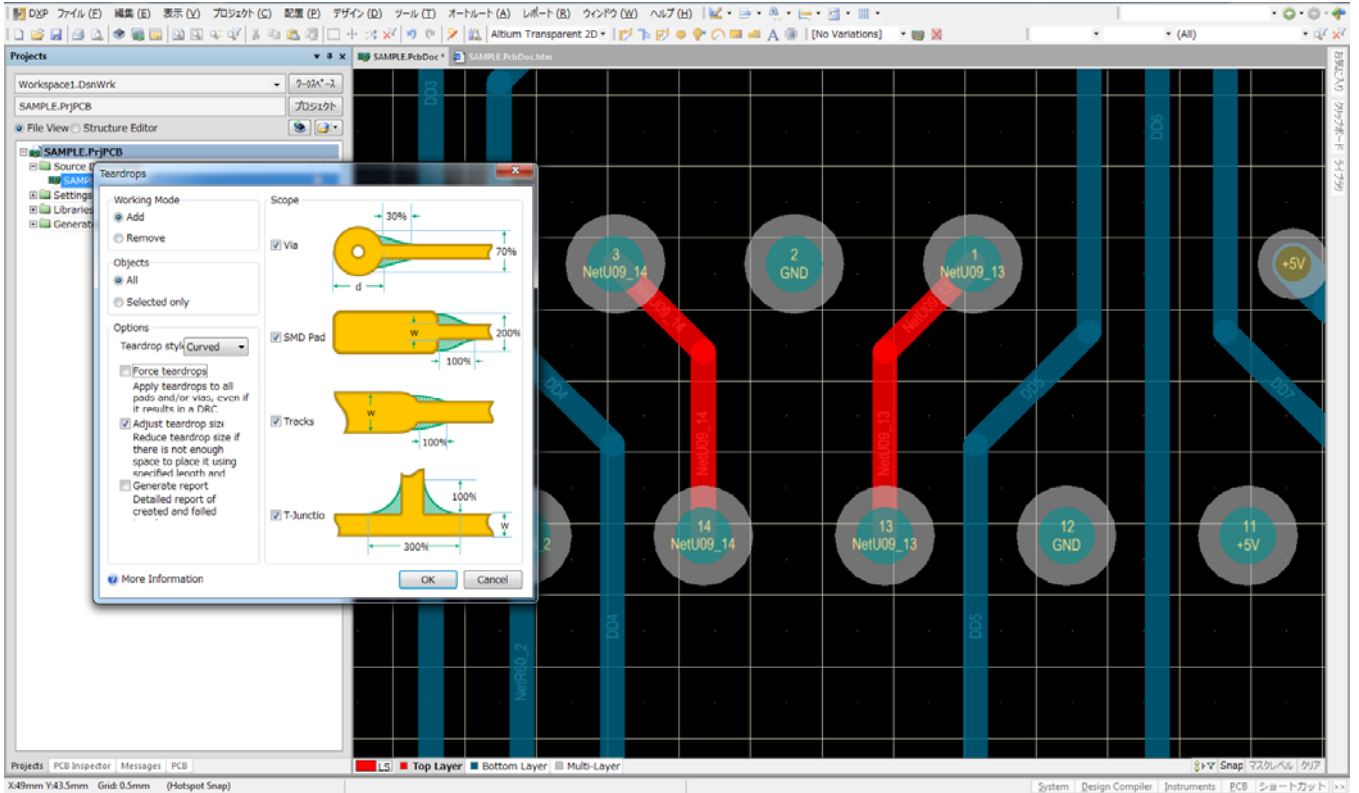 DXP ファイル (F) 編集 (E) 表示 (V) プロジェクト (C) 配置 (P) デザイン (D) ツール (T) オートルート (A) レポート (R) ウィンドウ (W) ヘルプ (H)
Altium Transparent 2D [No Variations] (All)
Projects
SAMPLE.PcbDoc * SAMPLE.PcbDoc.htm
Workspace1.DsnWrk ワークスペース
SAMPLE.PrjPCB プロジェクト
File View Structure Editor
SAMPLE.PrjPCB
Source D
SAMPL
Settings
Libraries
Generat
お気に入り
クリップボード
ライブラリ
Teardrops
Working Mode
Add
Remove
Objects
All
Selected only
Options
Teardrop style Curved
Force teardrops
Apply teardrops to all
pads and/or vias, even if
it results in a DRC
Adjust teardrop size
Reduce teardrop size if
there is not enough
space to place it using
specified length and
Generate report
Detailed report of
created and failed
Scope
Via
30%
70%
d
SMD Pad
w
200%
100%
Tracks
w
100%
T-Junctio
100%
w
300%
More Information
OK Cancel
DD3
DD6
3
NetU09_14
2
GND
1
NetU09_13
+5V
NetU09_14
NetU09_13
DD4
DD5
DD7
NetU09_14
NetU09_13
_2
14
NetU09_14
13
NetU09_13
12
GND
11
+5V
DD4
DD5
NetR60_2
Projects PCB Inspector Messages PCB
LS Top Layer Bottom Layer Multi-Layer
Snap マスクレベル クリア
X:49mm Y:43.5mm Grid: 0.5mm (Hotspot Snap)
System Design Compiler Instruments PCB ショートカット >>